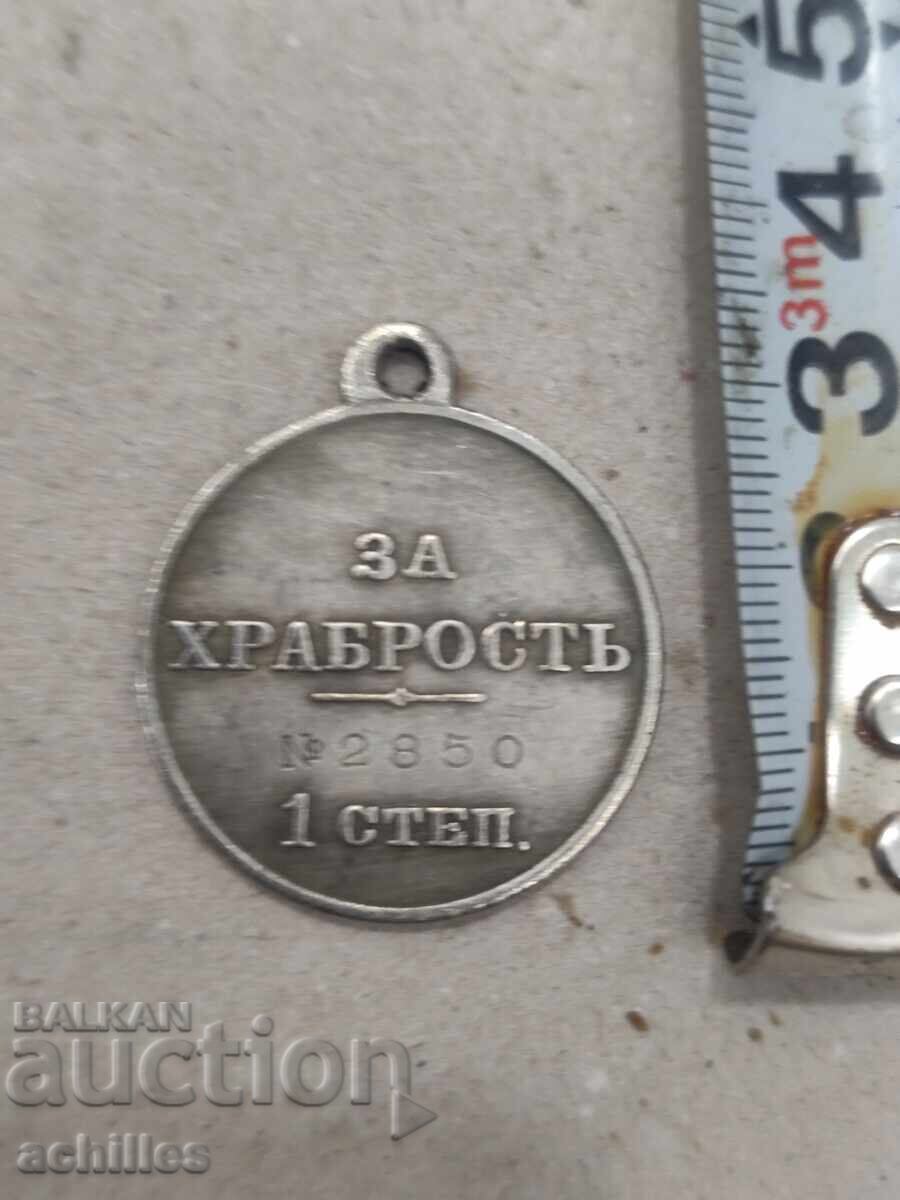 ЗА
ХРАБРОСТЬ
№2850
1 СТЕП.
5
4
3m
3
BALKAN
auction
achilles